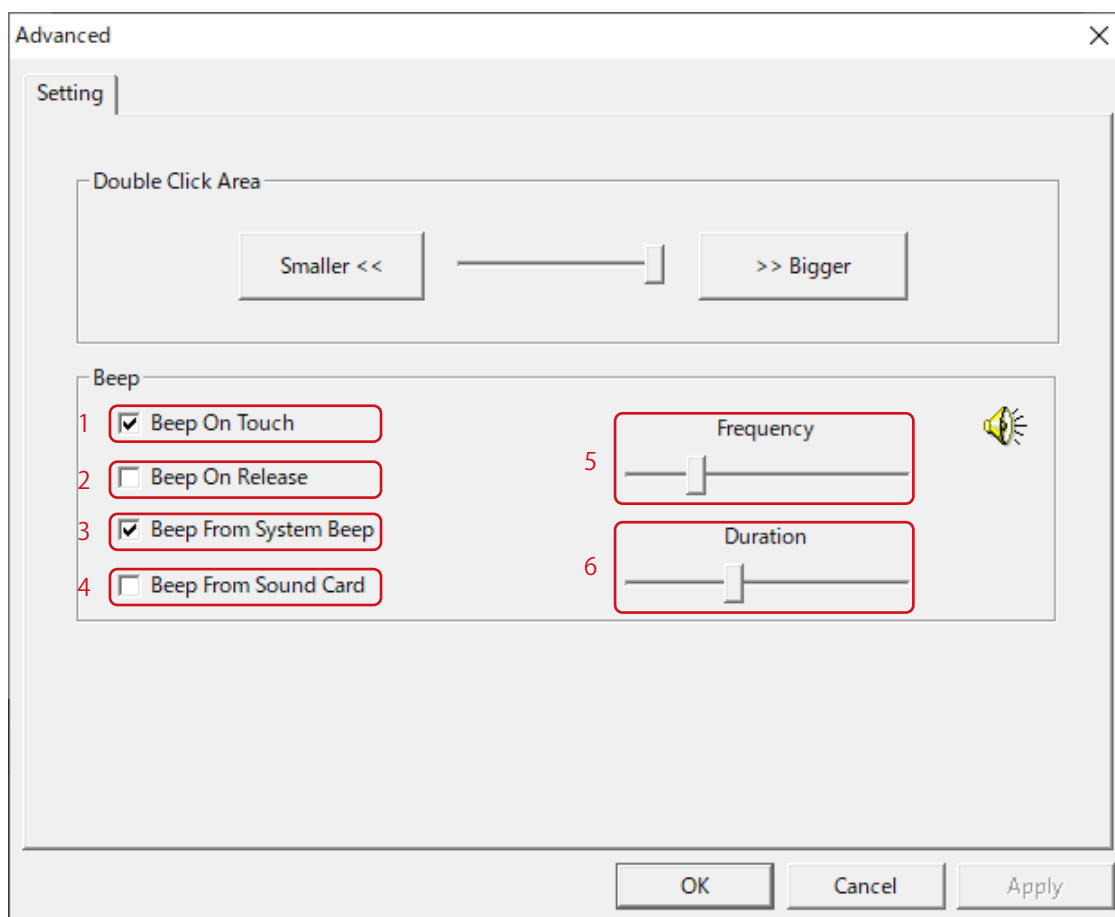 Advanced
Setting
Double Click Area
Smaller <<
>> Bigger
Beep
1 Beep On Touch
2 Beep On Release
3 Beep From System Beep
4 Beep From Sound Card
5 Frequency
6 Duration
OK Cancel Apply